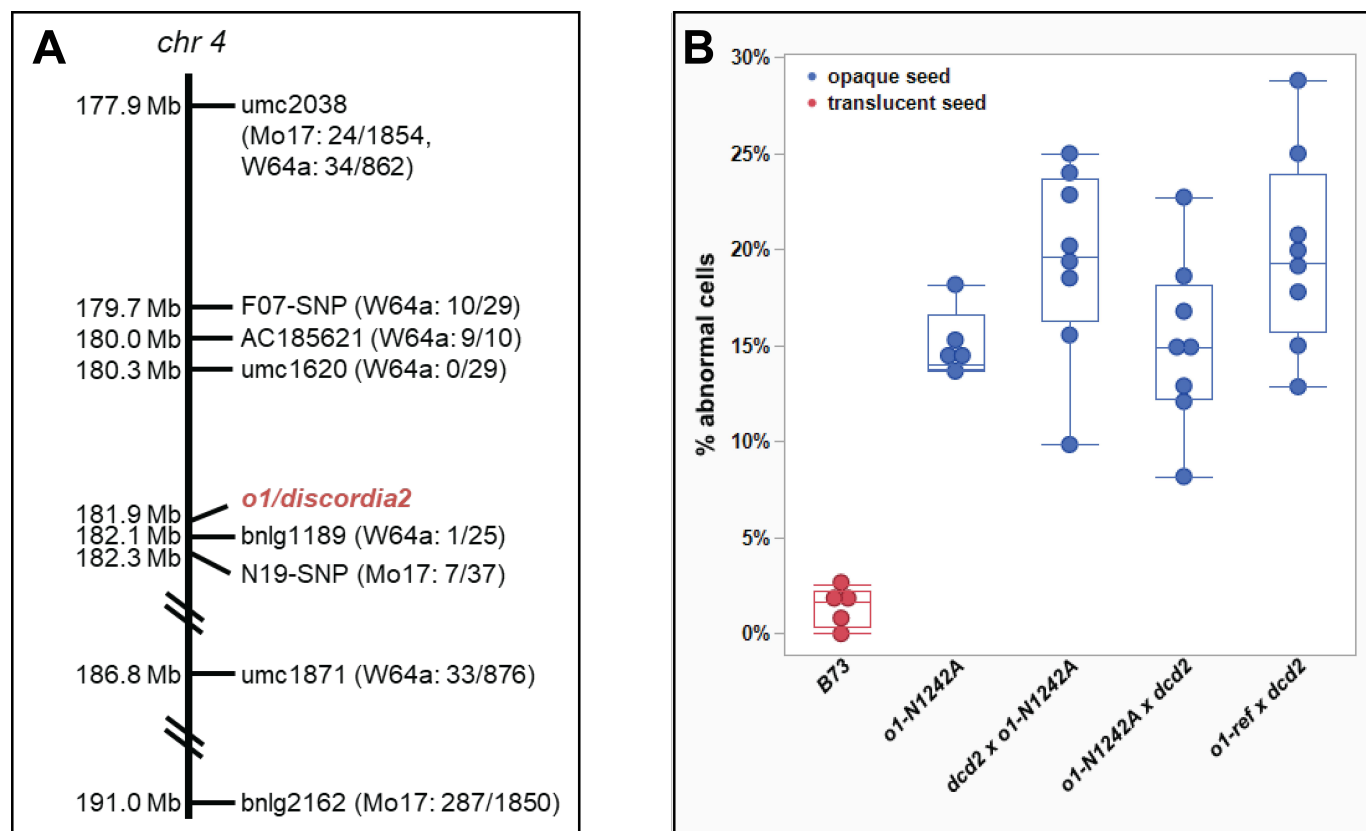 A
chr 4
177.9 Mb
umc2038
(Mo17: 24/1854,
W64a: 34/862)
179.7 Mb
F07-SNP (W64a: 10/29)
180.0 Mb
AC185621 (W64a: 9/10)
180.3 Mb
umc1620 (W64a: 0/29)
o1/discordia2
181.9 Mb
182.1 Mb
bnlg1189 (W64a: 1/25)
182.3 Mb
N19-SNP (Mo17: 7/37)
186.8 Mb
umc1871 (W64a: 33/876)
191.0 Mb
bnlg2162 (Mo17: 287/1850)
B
opaque seed
translucent seed
% abnormal cells
30%
25%
20%
15%
10%
5%
0%
B73
o1-N1242A
dcd2 x o1-N1242A
o1-N1242A x dcd2
o1-ref x dcd2